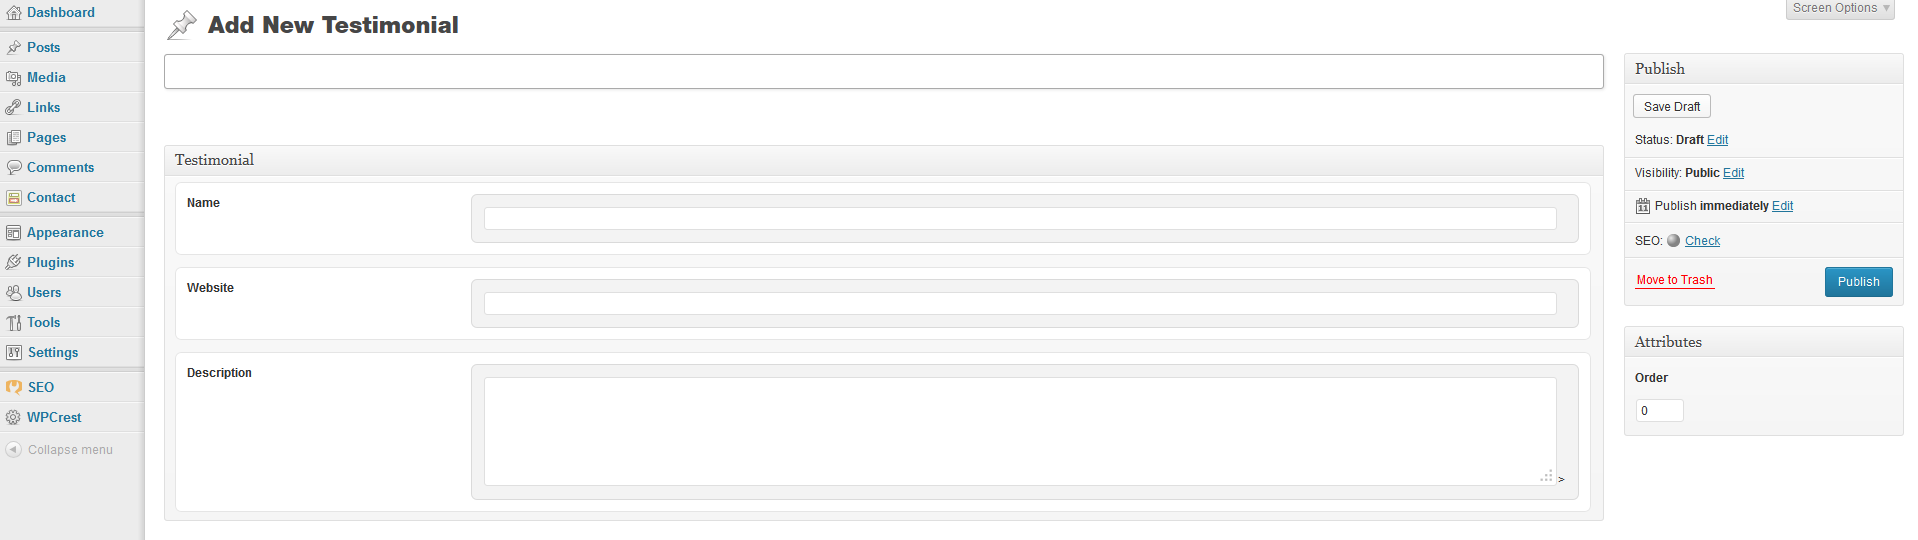 Dashboard
Posts
Media
Links
Pages
Comments
Contact
Appearance
Plugins
Users
Tools
Settings
SEO
WPCrest
Collapse menu
Screen Options
Add New Testimonial
Testimonial
Name
Website
Description
>
Publish
Save Draft
Status: Draft Edit
Visibility: Public Edit
11 Publish immediately Edit
SEO: Check
Move to Trash
Publish
Attributes
Order
0